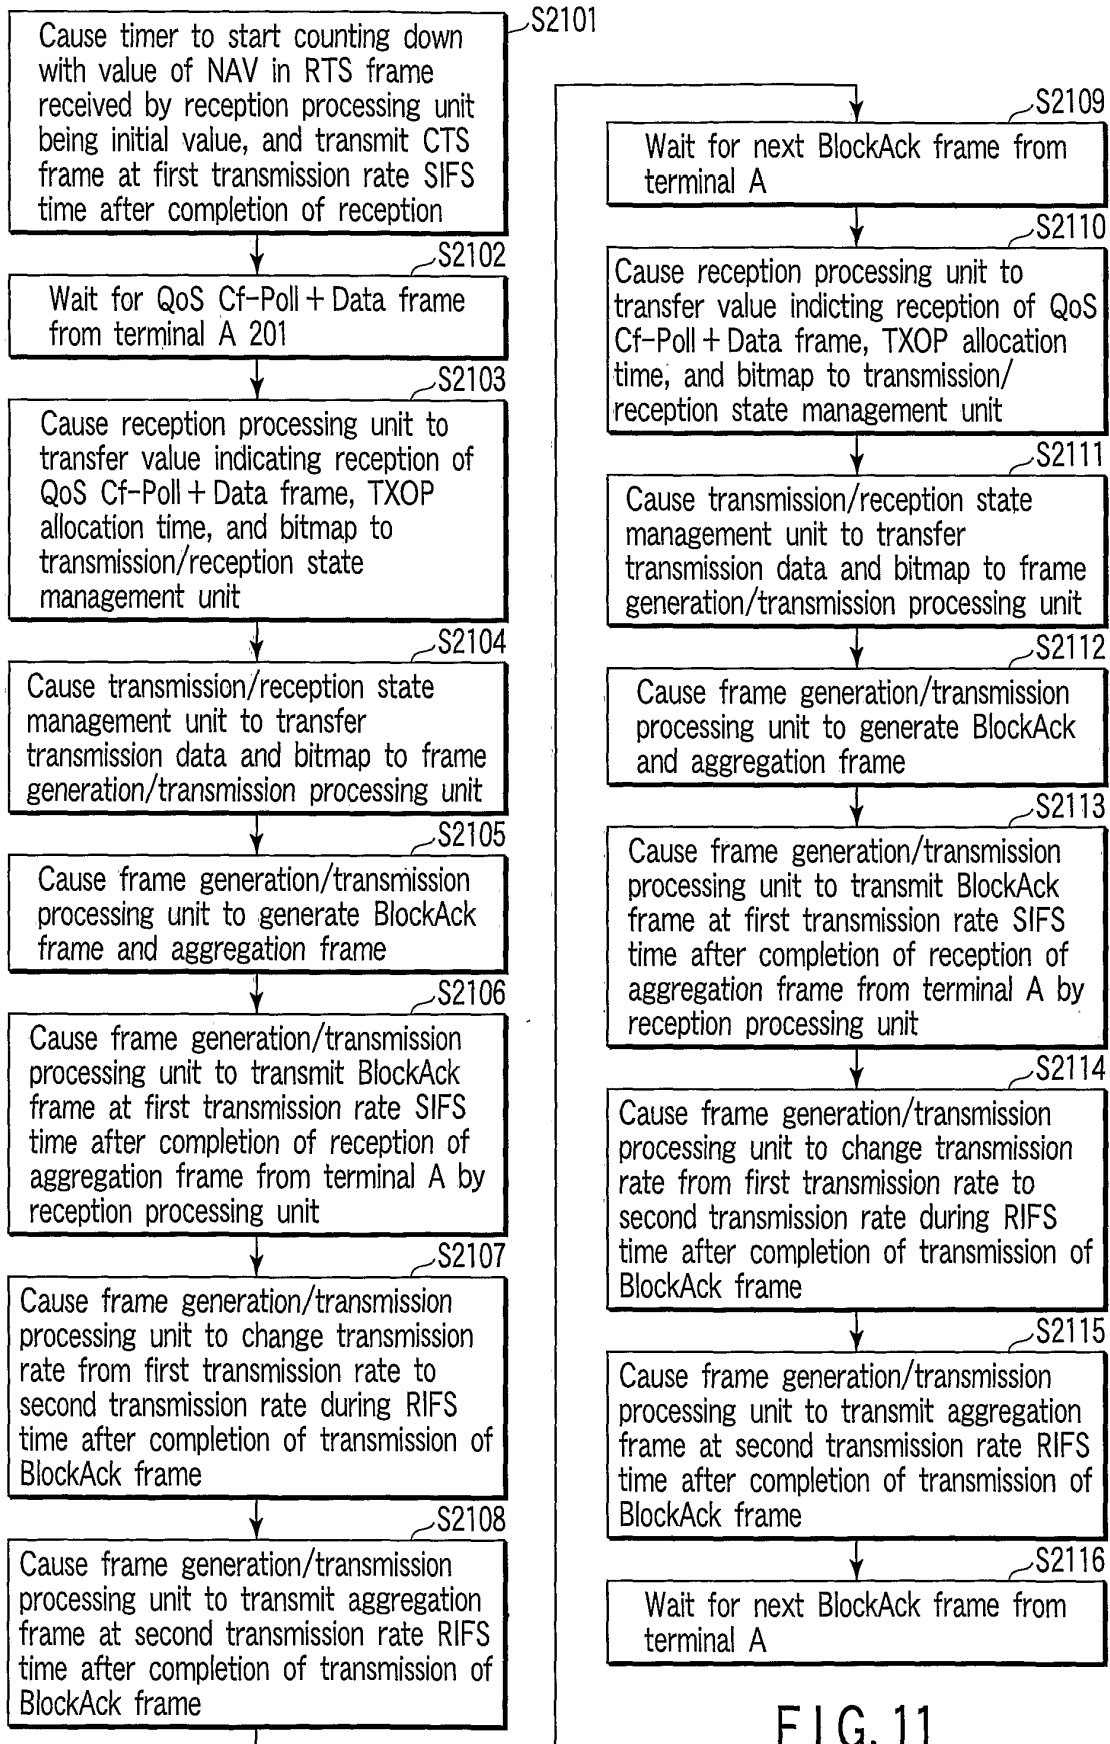 S2101
Cause timer to start counting down
with value of NAV in RTS frame
received by reception processing unit
being initial value, and transmit CTS
frame at first transmission rate SIFS
time after completion of reception
S2102
Wait for QoS Cf-Poll + Data frame
from terminal A 201
S2103
Cause reception processing unit to
transfer value indicating reception of
QoS Cf-Poll + Data frame, TXOP
allocation time, and bitmap to
transmission/reception state
management unit
S2104
Cause transmission/reception state
management unit to transfer
transmission data and bitmap to frame
generation/transmission processing unit
S2105
Cause frame generation/transmission
processing unit to generate BlockAck
frame and aggregation frame
S2106
Cause frame generation/transmission
processing unit to transmit BlockAck
frame at first transmission rate SIFS
time after completion of reception of
aggregation frame from terminal A by
reception processing unit
S2107
Cause frame generation/transmission
processing unit to change transmission
rate from first transmission rate to
second transmission rate during RIFS
time after completion of transmission of
BlockAck frame
S2108
Cause frame generation/transmission
processing unit to transmit aggregation
frame at second transmission rate RIFS
time after completion of transmission of
BlockAck frame
S2109
Wait for next BlockAck frame from
terminal A
S2110
Cause reception processing unit to
transfer value indicting reception of QoS
Cf-Poll + Data frame, TXOP allocation
time, and bitmap to transmission/
reception state management unit
S2111
Cause transmission/reception state
management unit to transfer
transmission data and bitmap to frame
generation/transmission processing unit
S2112
Cause frame generation/transmission
processing unit to generate BlockAck
and aggregation frame
S2113
Cause frame generation/transmission
processing unit to transmit BlockAck
frame at first transmission rate SIFS
time after completion of reception of
aggregation frame from terminal A by
reception processing unit
S2114
Cause frame generation/transmission
processing unit to change transmission
rate from first transmission rate to
second transmission rate during RIFS
time after completion of transmission of
BlockAck frame
S2115
Cause frame generation/transmission
processing unit to transmit aggregation
frame at second transmission rate RIFS
time after completion of transmission of
BlockAck frame
S2116
Wait for next BlockAck frame from
terminal A
FIG. 11